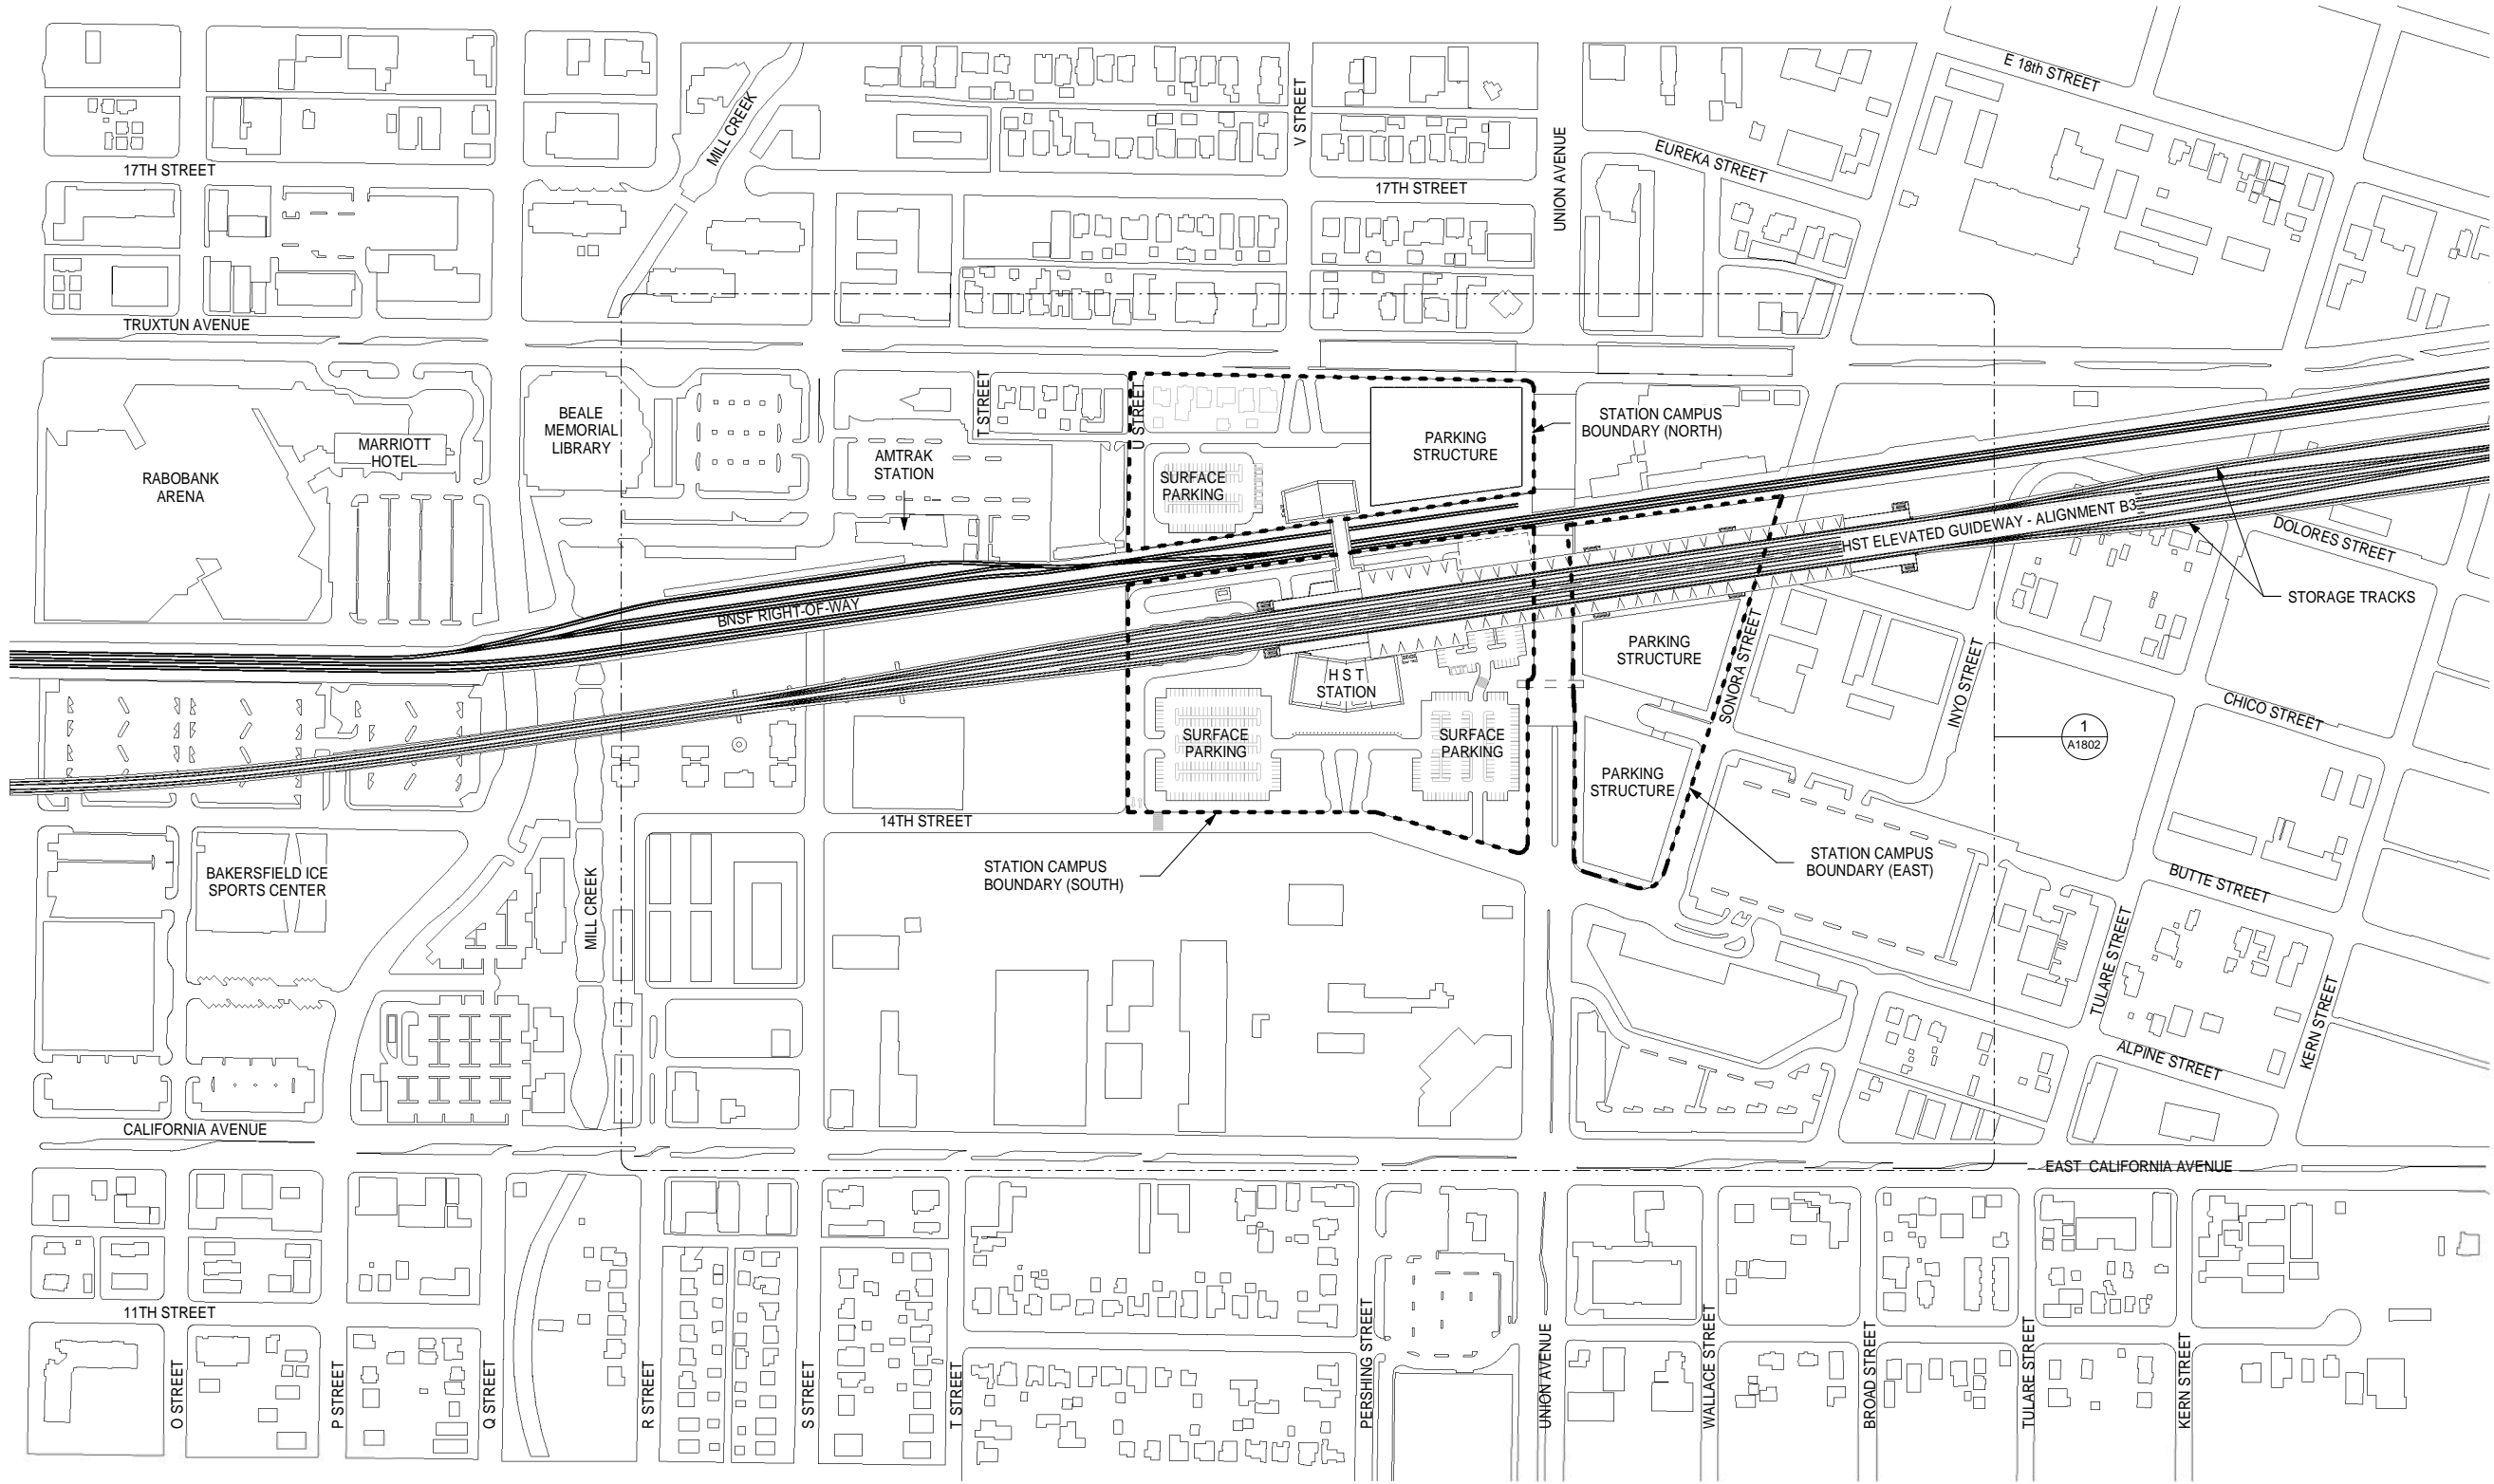 E 18th STREET
MILL CREEK
V STREET
UNION AVENUE
EUREKA STREET
17TH STREET
17TH STREET
TRUXTUN AVENUE
T STREET
U STREET
BEALE
MEMORIAL
LIBRARY
MARRIOTT
HOTEL
RABOBANK
ARENA
AMTRAK
STATION
SURFACE
PARKING
PARKING
STRUCTURE
STATION CAMPUS
BOUNDARY (NORTH)
HST ELEVATED GUIDEWAY - ALIGNMENT B3
DOLORES STREET
STORAGE TRACKS
BNSF RIGHT-OF-WAY
PARKING
STRUCTURE
SONORA STREET
INYO STREET
H S T
STATION
CHICO STREET
1
A1802
SURFACE
PARKING
SURFACE
PARKING
PARKING
STRUCTURE
14TH STREET
STATION CAMPUS
BOUNDARY (SOUTH)
STATION CAMPUS
BOUNDARY (EAST)
BAKERSFIELD ICE
SPORTS CENTER
MILL CREEK
BUTTE STREET
TULARE STREET
KERN STREET
ALPINE STREET
CALIFORNIA AVENUE
EAST CALIFORNIA AVENUE
11TH STREET
O STREET
P STREET
Q STREET
R STREET
S STREET
T STREET
PERSHING STREET
UNION AVENUE
WALLACE STREET
BROAD STREET
TULARE STREET
KERN STREET